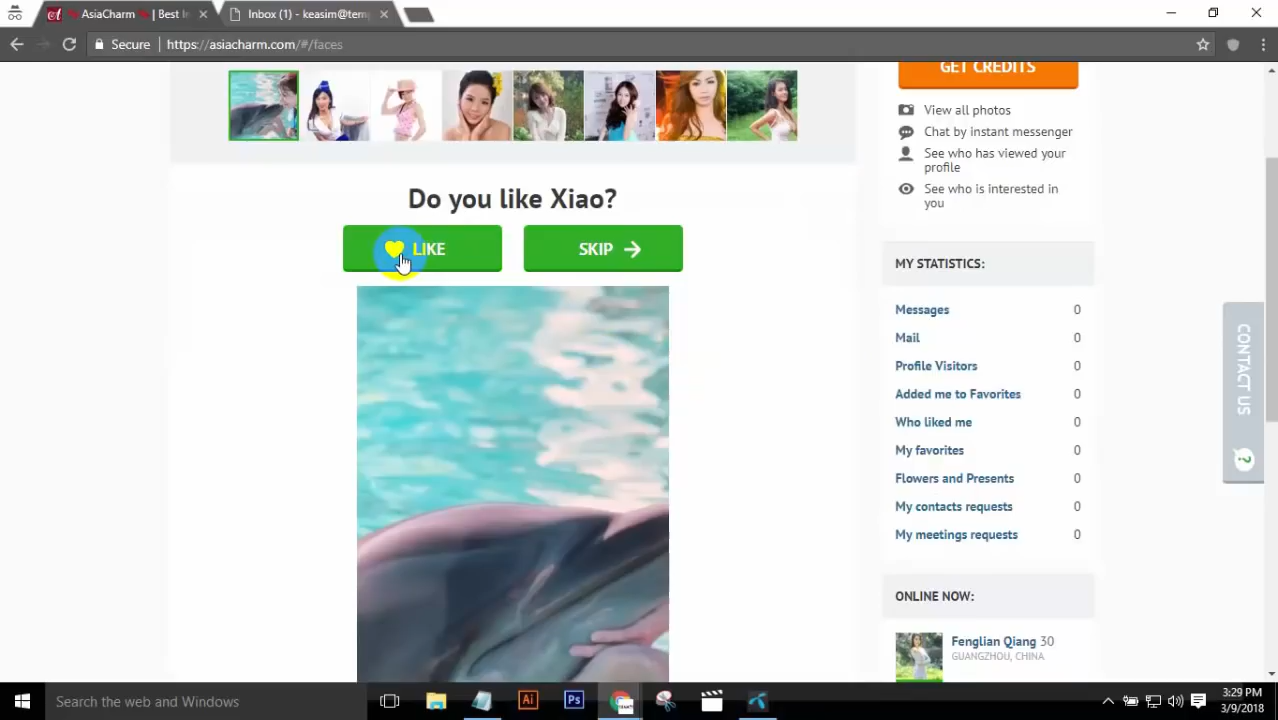 AsiaCharm | Best I
Inbox (1) - keasim@tem
Secure
https://asiacharm.com/#/faces
GET CREDITS
View all photos
Chat by instant messenger
See who has viewed your
profile
See who is interested in
you
Do you like Xiao?
LIKE
SKIP
MY STATISTICS:
Messages 0
Mail 0
Profile Visitors 0
Added me to Favorites 0
Who liked me 0
My favorites 0
Flowers and Presents 0
My contacts requests 0
My meetings requests 0
CONTACT US
?
ONLINE NOW:
Fenglian Qiang 30
GUANGZHOU, CHINA
Search the web and Windows
Ai
Ps
3:29 PM
3/9/2018